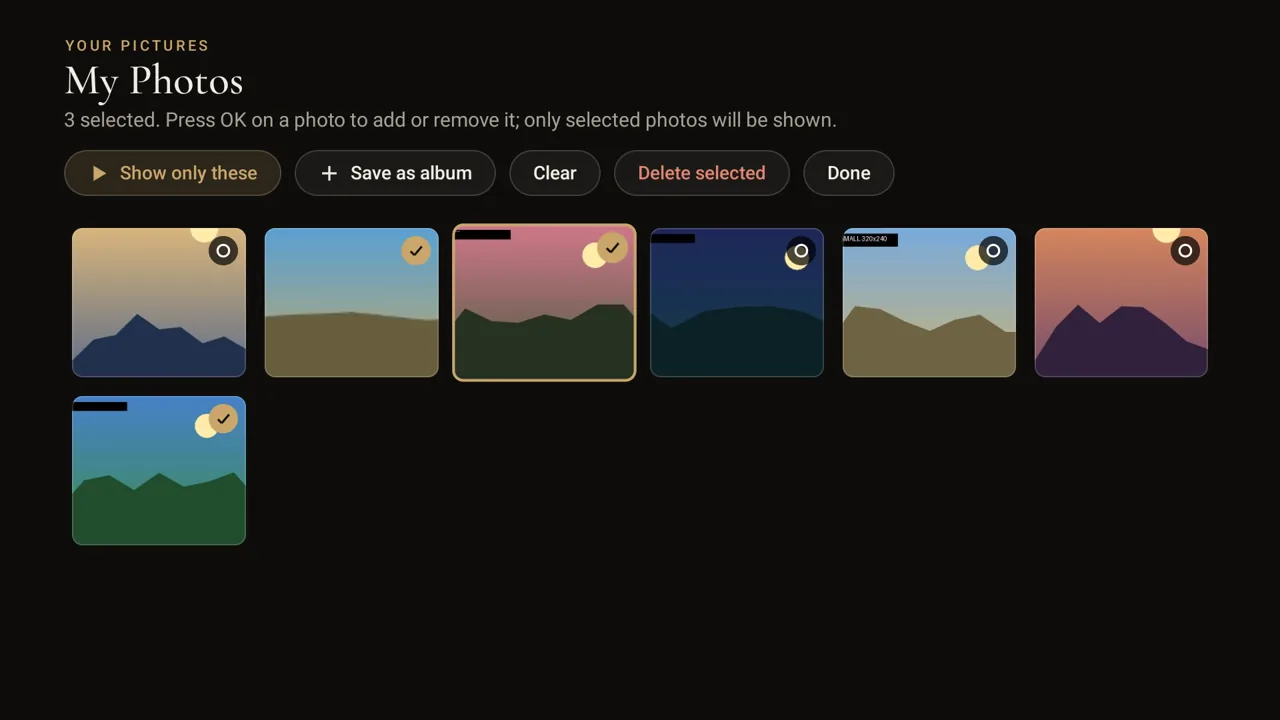 YOUR PICTURES
My Photos
3 selected. Press OK on a photo to add or remove it; only selected photos will be shown.
Show only these
Save as album
Clear
Delete selected
Done
MALL 320x240